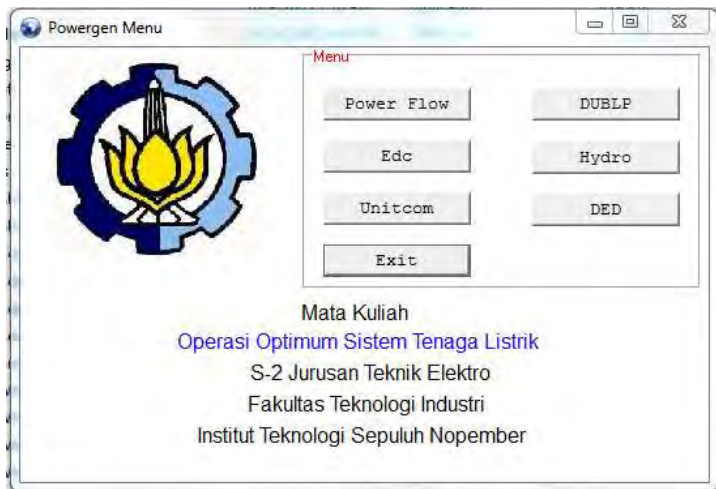 Powergen Menu
Menu
Power Flow
DUBLP
Edc
Hydro
Unitcom
DED
Exit
Mata Kuliah
Operasi Optimum Sistem Tenaga Listrik
S-2 Jurusan Teknik Elektro
Fakultas Teknologi Industri
Institut Teknologi Sepuluh Nopember